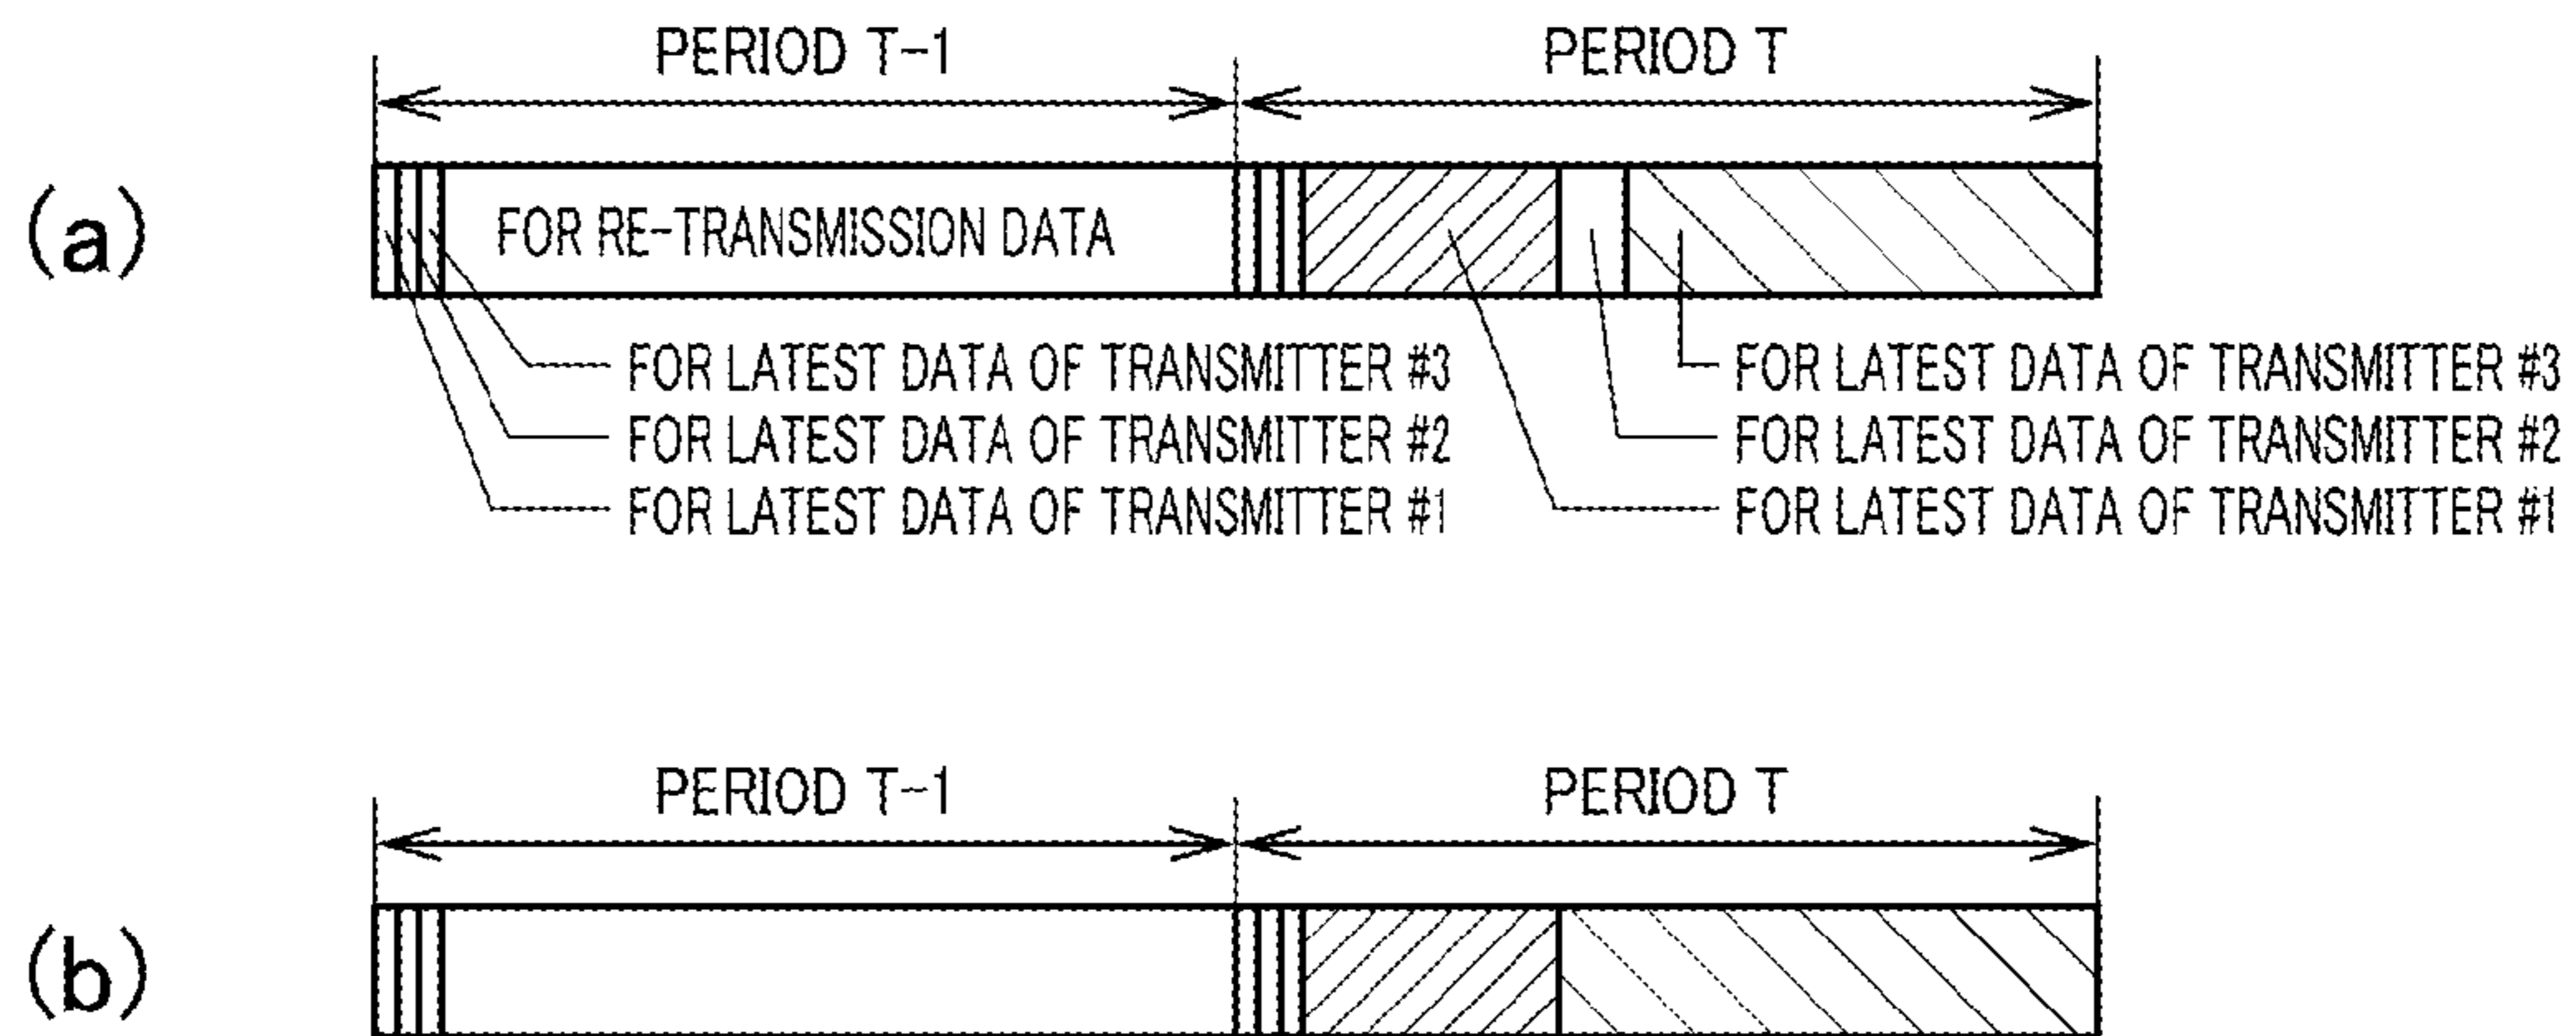 PERIOD T-1 PERIOD T
(a)
FOR RE-TRANSMISSION DATA
FOR LATEST DATA OF TRANSMITTER #3 FOR LATEST DATA OF TRANSMITTER #3
FOR LATEST DATA OF TRANSMITTER #2 FOR LATEST DATA OF TRANSMITTER #2
FOR LATEST DATA OF TRANSMITTER #1 FOR LATEST DATA OF TRANSMITTER #1
PERIOD T-1 PERIOD T
(b)